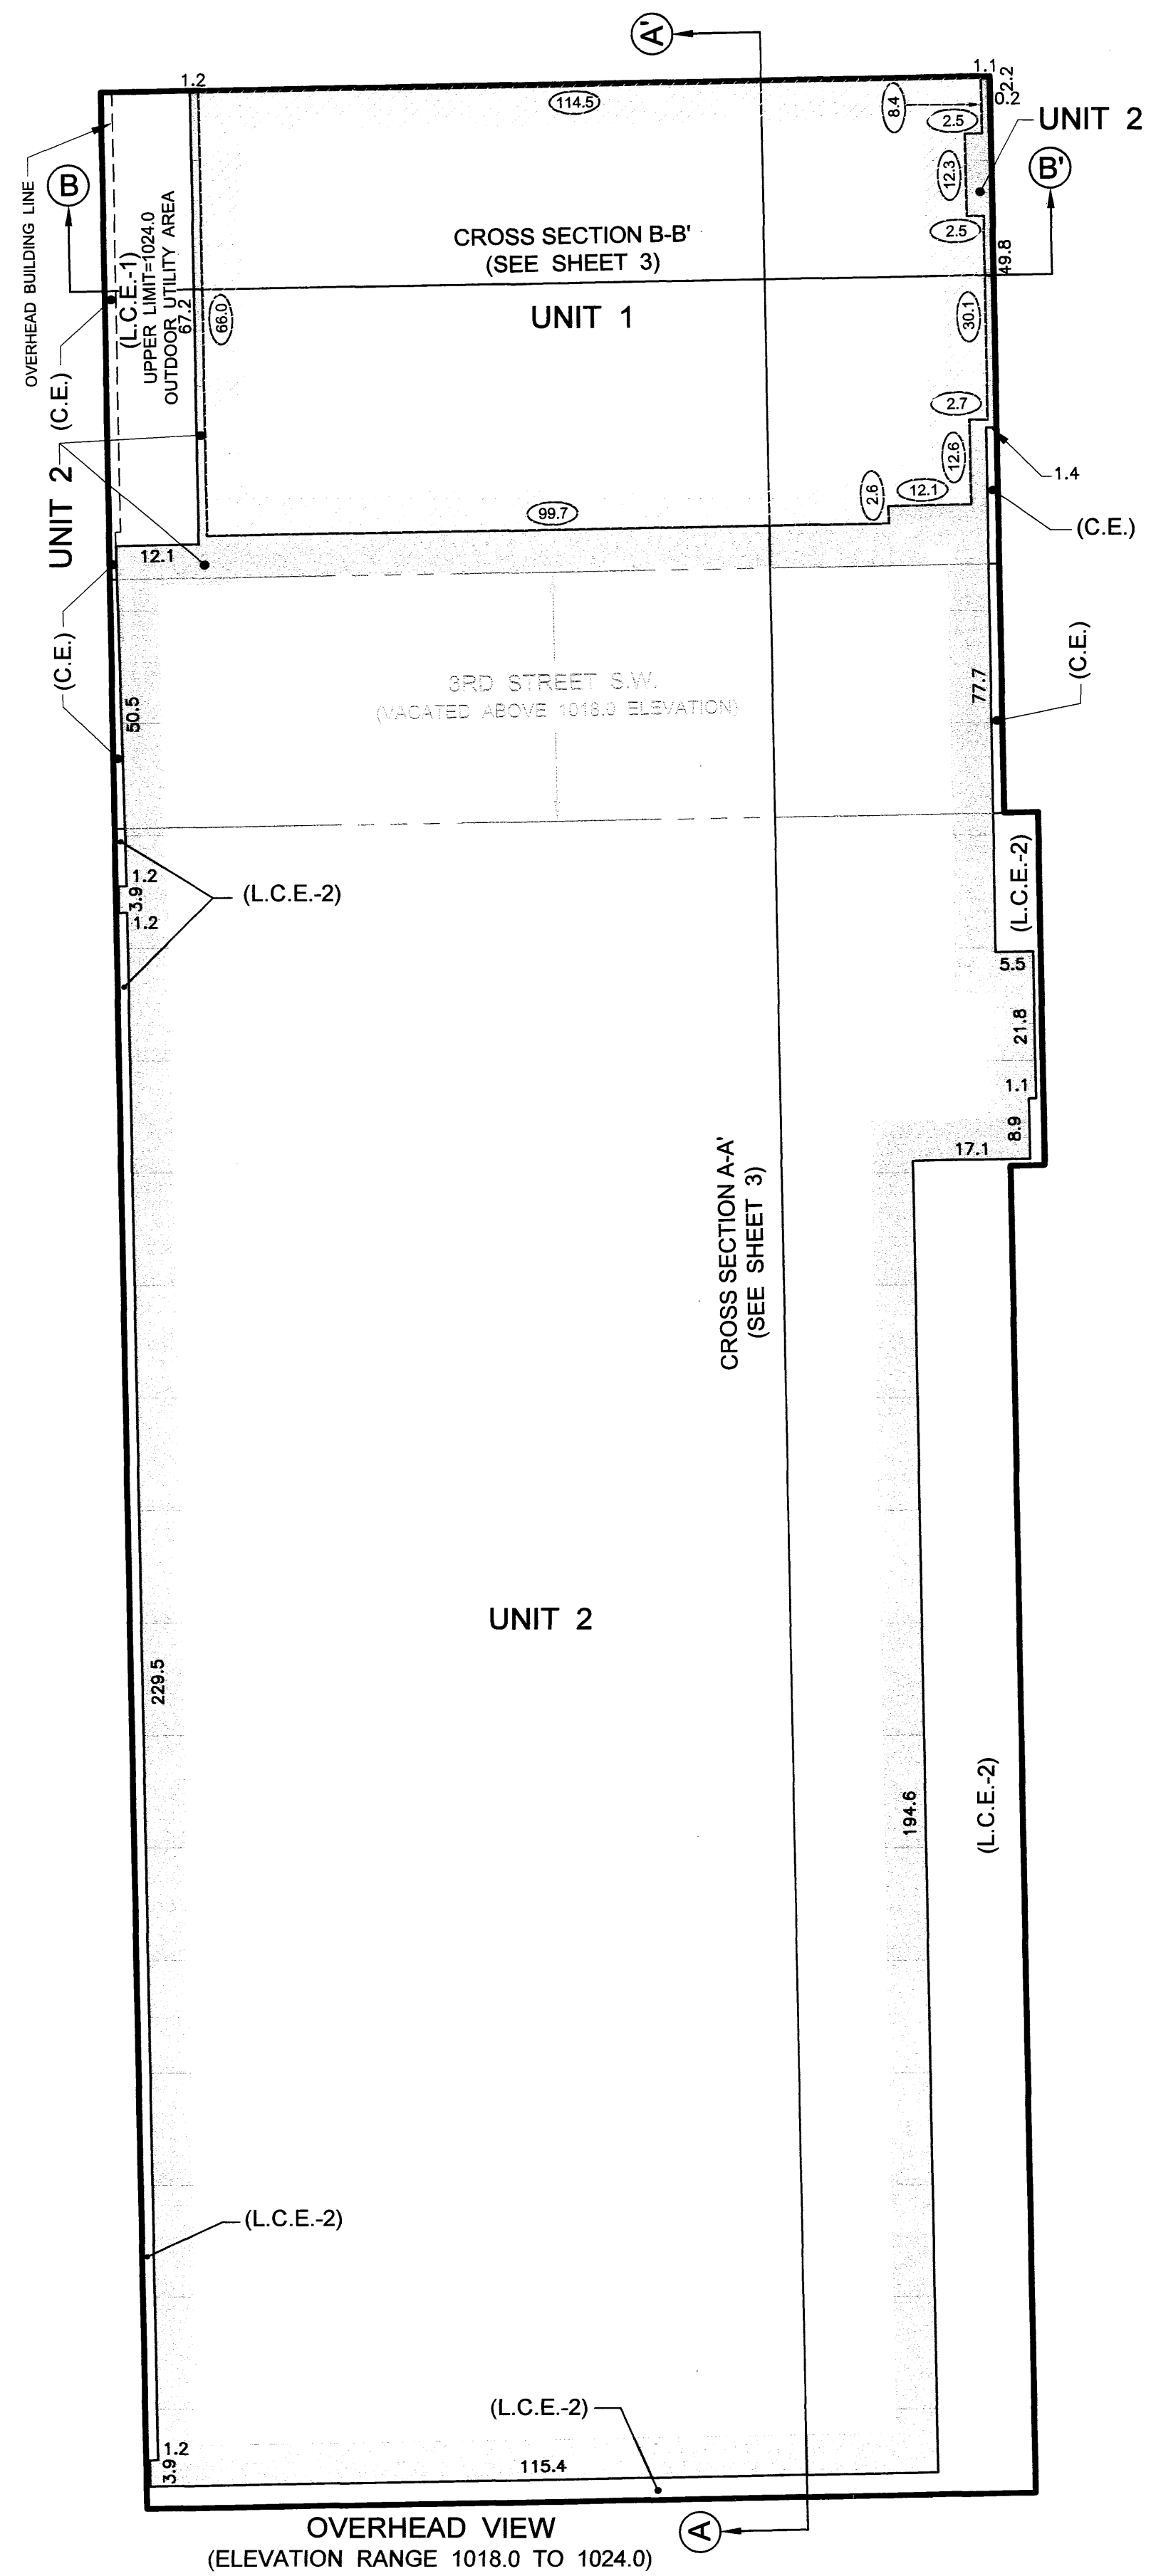 A'
1.2
1.1
2.2
0.2
114.5
8.4
2.5
UNIT 2
12.3
OVERHEAD BUILDING LINE
B
B'
(L.C.E.-1)
UPPER LIMIT=1024.0
OUTDOOR UTILITY AREA
67.2
66.0
CROSS SECTION B-B'
(SEE SHEET 3)
2.5
49.8
UNIT 1
30.1
(C.E.)
2.7
12.6
1.4
UNIT 2
2.6
12.1
99.7
(C.E.)
12.1
(C.E.)
50.5
3RD STREET S.W.
(VACATED ABOVE 1018.0 ELEVATION)
77.7
(C.E.)
1.2
3.9
1.2
(L.C.E.-2)
(L.C.E.-2)
5.5
21.8
1.1
8.9
17.1
CROSS SECTION A-A'
(SEE SHEET 3)
UNIT 2
229.5
194.6
(L.C.E.-2)
(L.C.E.-2)
(L.C.E.-2)
1.2
3.9
115.4
OVERHEAD VIEW
(ELEVATION RANGE 1018.0 TO 1024.0)
A